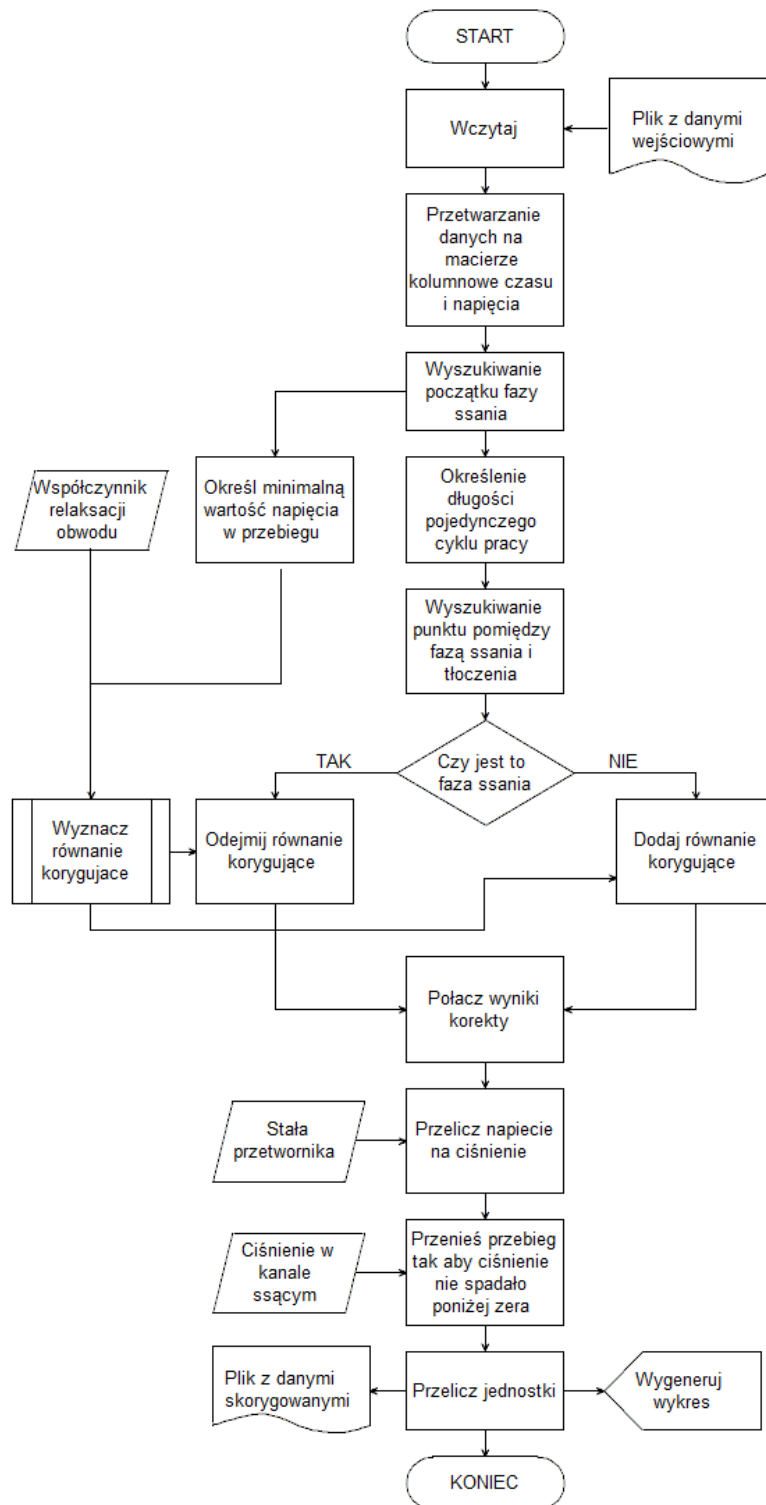 START
Wczytaj
Plik z danymi
wejściowymi
Przetwarzanie
danych na
macierze
kolumnowe czasu
i napięcia
Wyszukiwanie
początku fazy
ssania
Współczynnik
relaksacji
obwodu
Określ minimalną
wartość napięcia
w przebiegu
Określenie
długości
pojedynczego
cyklu pracy
Wyszukiwanie
punktu pomiędzy
fazą ssania i
tłoczenia
TAK
Czy jest to
faza ssania
NIE
Wyznacz
równanie
korygujace
Odejmij równanie
korygujące
Dodaj równanie
korygujące
Połacz wyniki
korekty
Stała
przetwornika
Przelicz napiecie
na ciśnienie
Ciśnienie w
kanale
ssącym
Przenieś przebieg
tak aby ciśnienie
nie spadało
poniżej zera
Plik z danymi
skorygowanymi
Przelicz jednostki
Wygeneruj
wykres
KONIEC